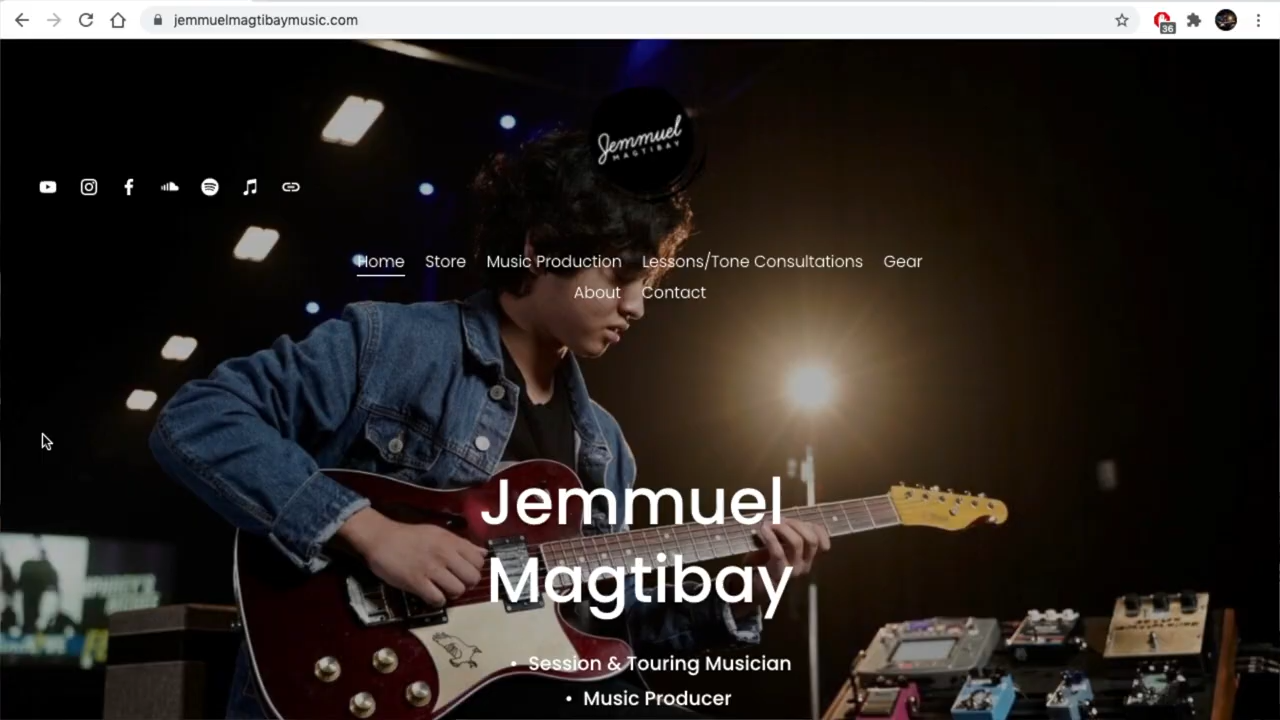 jemmuelmagtibaymusic.com
36
Jemmuel
MAGTIBAY
Home Store Music Production Lessons/Tone Consultations Gear
About Contact
Jemmuel
Magtibay
• Session & Touring Musician
• Music Producer